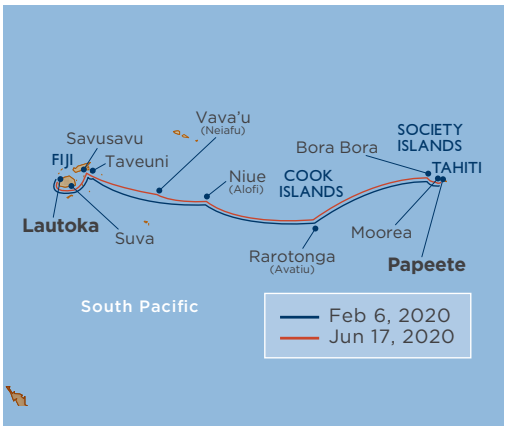 Vava'u
(Neiafu)
Savusavu
FIJI
Taveuni
Niue
(Alofi)
COOK
ISLANDS
Bora Bora
SOCIETY
ISLANDS
TAHITI
Lautoka
Suva
Rarotonga
(Avatiu)
Moorea
Papeete
South Pacific
Feb 6, 2020
Jun 17, 2020